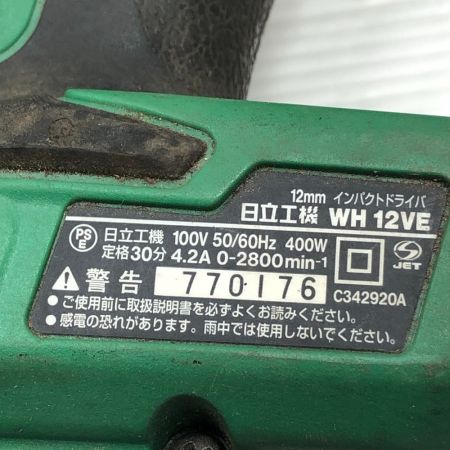 12mm インパクトドライバ
日立工機 WH 12VE
PS E 日立工機 100V 50/60Hz 400W
定格30分 4.2A 0-2800min-1
S JET
警告 770176 C342920A
●ご使用前に取扱説明書を必ずよくお読みください。
●感電の恐れがあります。雨中では使用しないでください。